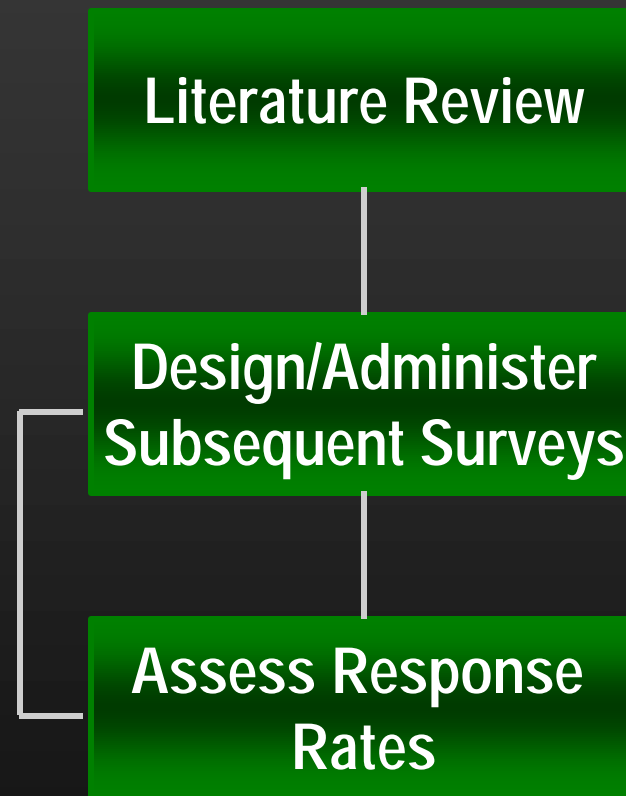 Literature Review
Design/Administer
Subsequent Surveys
Assess Response
Rates